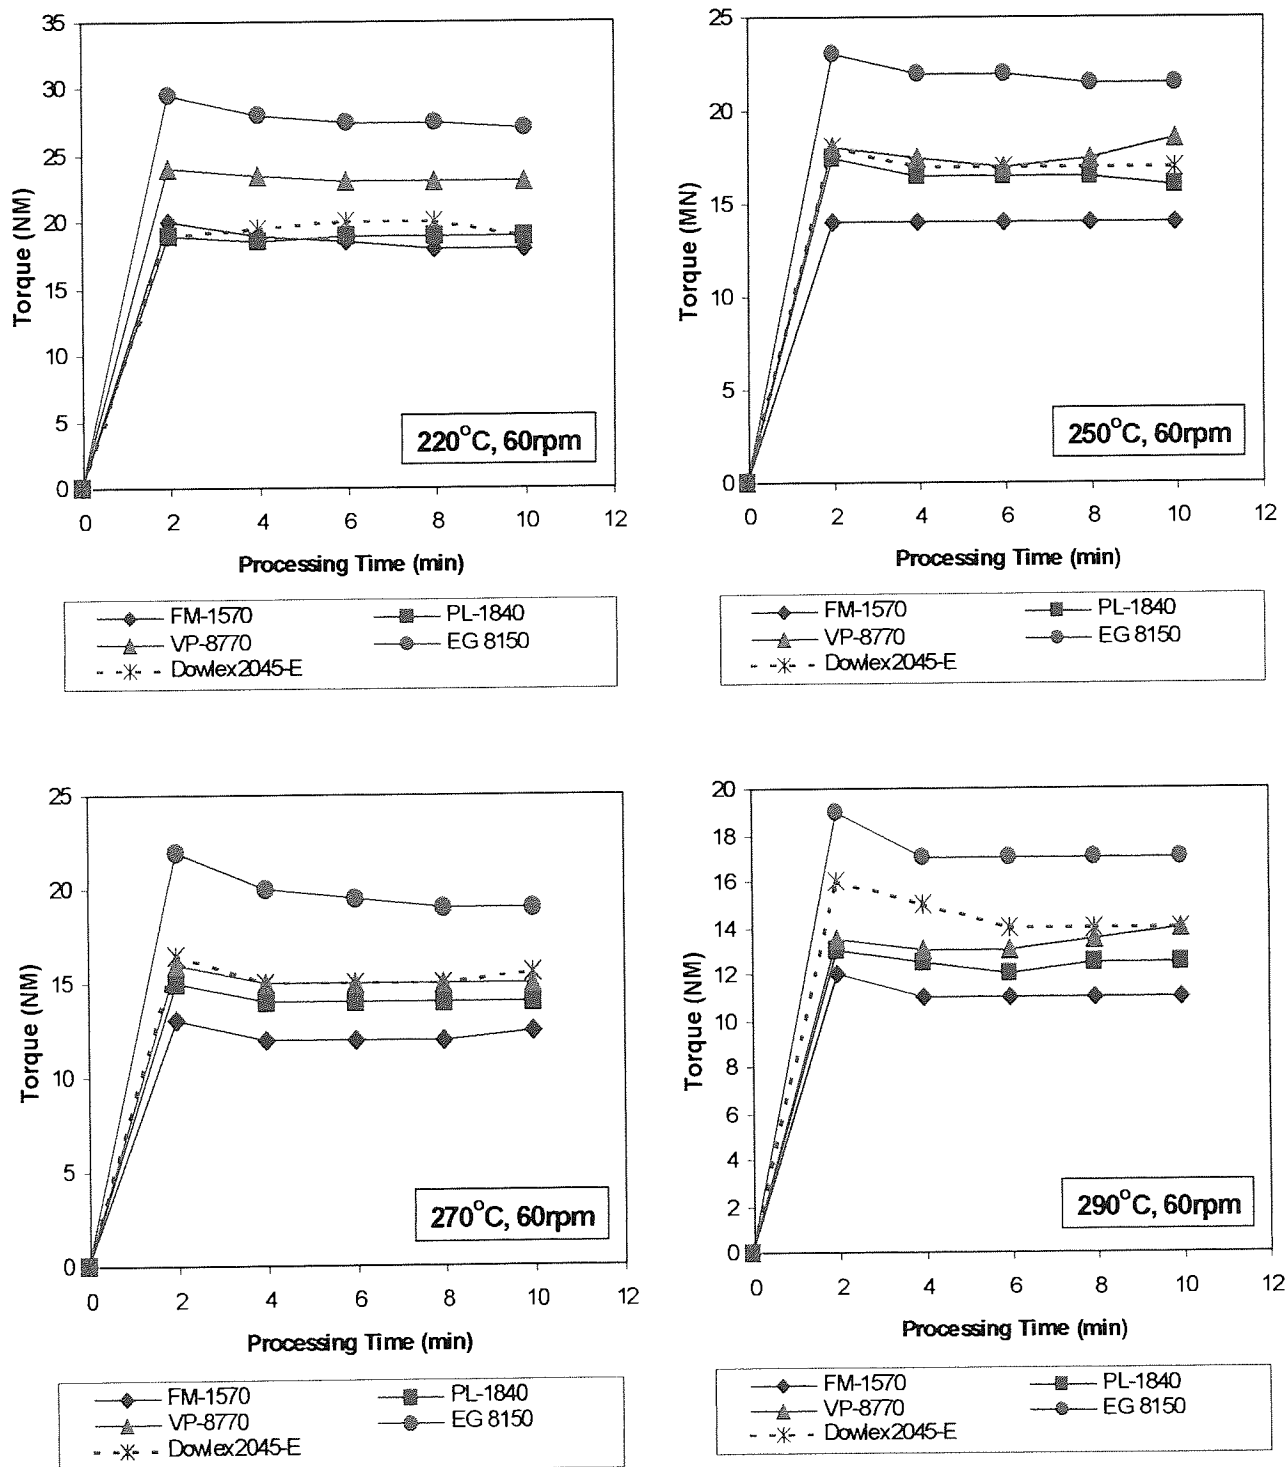 35
30
25
20
15
10
5
0
Torque (NM)
220°C, 60rpm
0 2 4 6 8 10 12
Processing Time (min)
FM-1570 PL-1840
VP-8770 EG 8150
Dowlex2045-E
25
20
15
10
5
0
Torque (MN)
250°C, 60rpm
0 2 4 6 8 10 12
Processing Time (min)
FM-1570 PL-1840
VP-8770 EG 8150
Dowlex2045-E
25
20
15
10
5
0
Torque (NM)
270°C, 60rpm
0 2 4 6 8 10 12
Processing Time (min)
FM-1570 PL-1840
VP-8770 EG 8150
Dowlex2045-E
20
18
16
14
12
10
8
6
4
2
0
Torque (NM)
290°C, 60rpm
0 2 4 6 8 10 12
Processing Time (min)
FM-1570 PL-1840
VP-8770 EG 8150
Dowlex2045-E